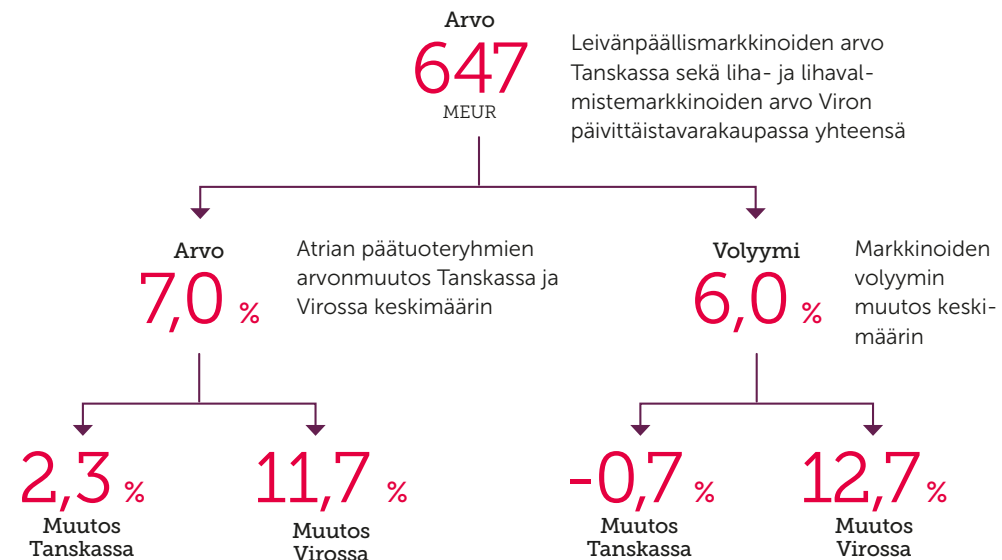 Arvo
647
MEUR
Leivänpäällismarkkinoiden arvo
Tanskassa sekä liha- ja lihaval-
mistemarkkinoiden arvo Viron
päivittäistavarakaupassa yhteensä
Arvo
7,0 %
Atrian päätuoteryhmien
arvonmuutos Tanskassa ja
Virossa keskimäärin
Volyymi
6,0 %
Markkinoiden
volyymin
muutos keski-
määrin
2,3 %
Muutos
Tanskassa
11,7 %
Muutos
Virossa
-0,7 %
Muutos
Tanskassa
12,7 %
Muutos
Virossa